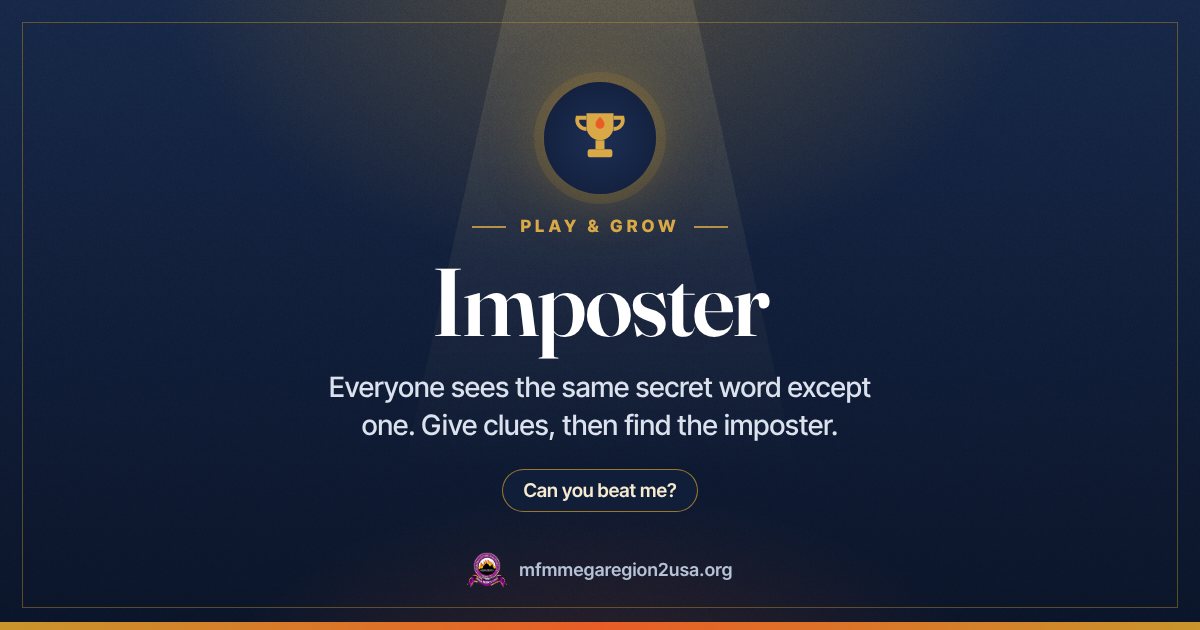 PLAY & GROW
Imposter
Everyone sees the same secret word except
one. Give clues, then find the imposter.
Can you beat me?
mfmmegaregion2usa.org